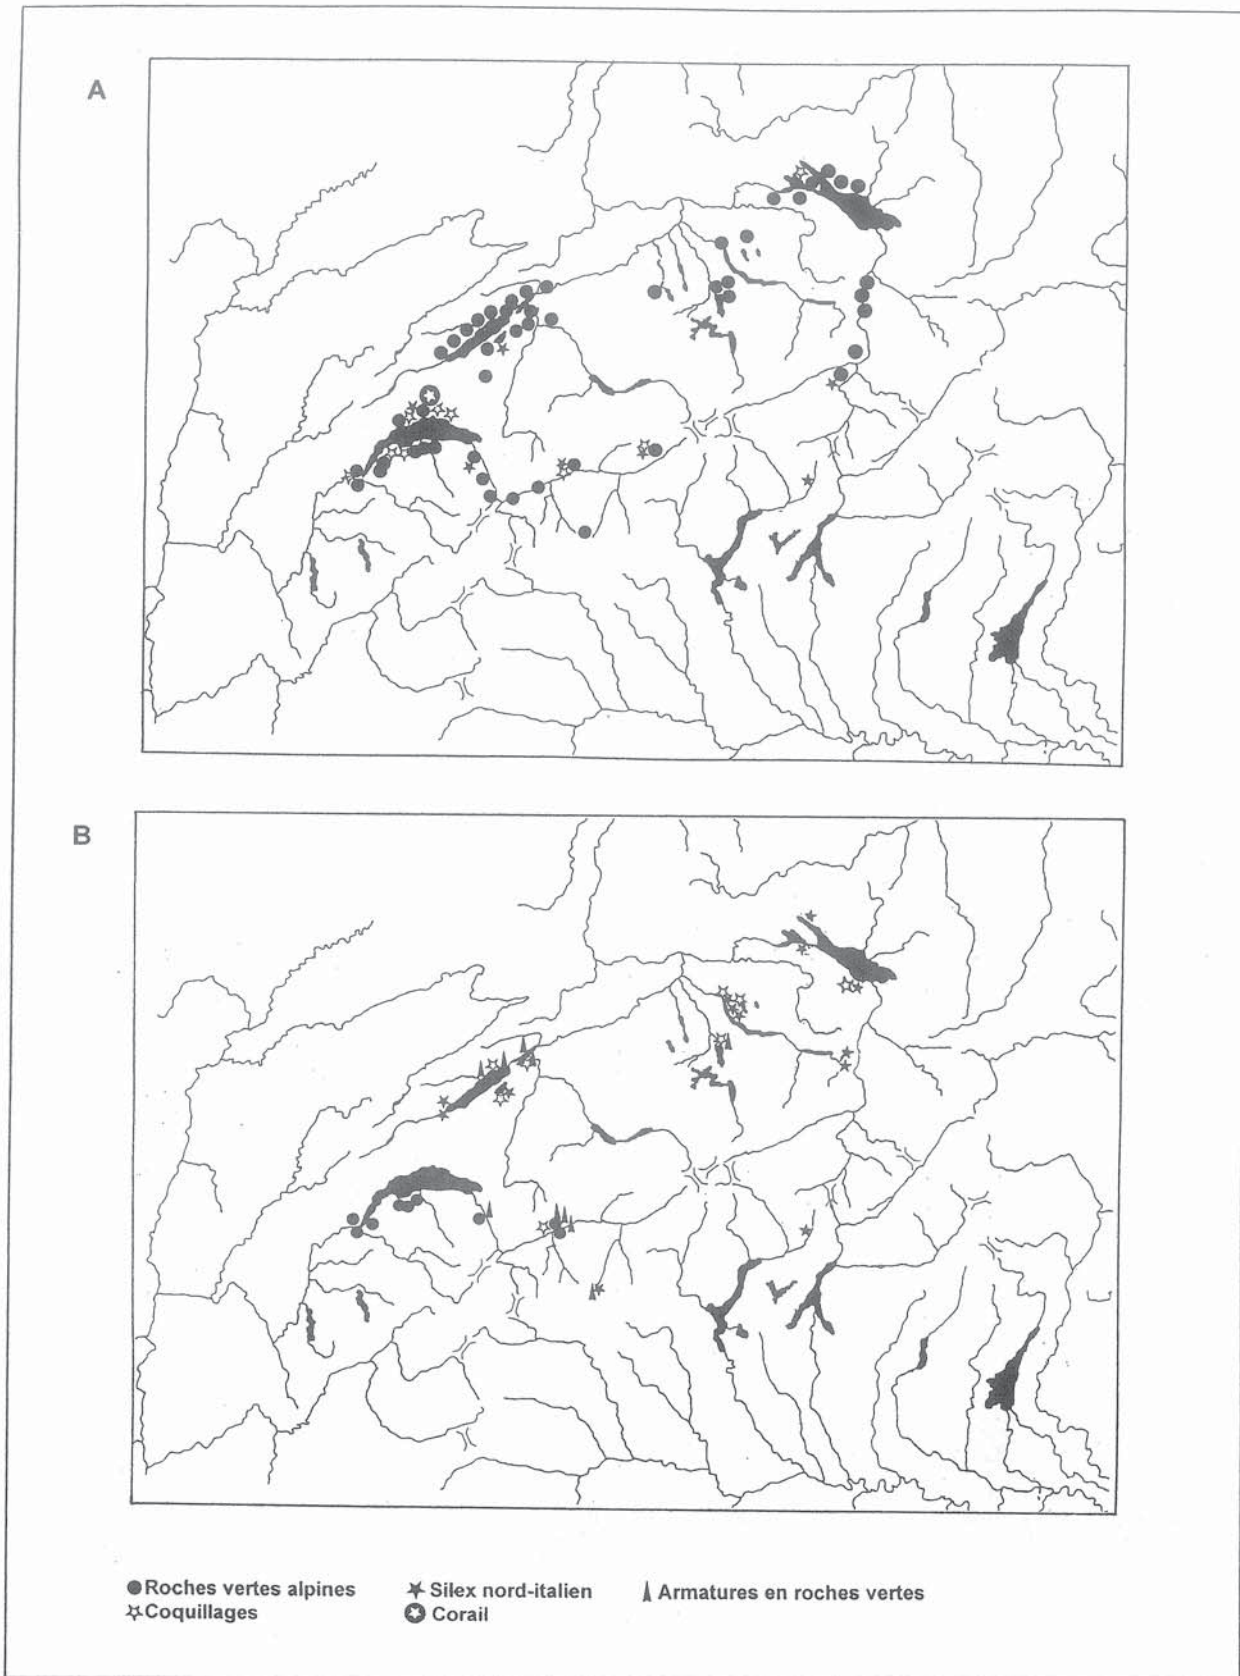 A
B
Roches vertes alpines
Silex nord-italien
Armatures en roches vertes
Coquillages
Corail